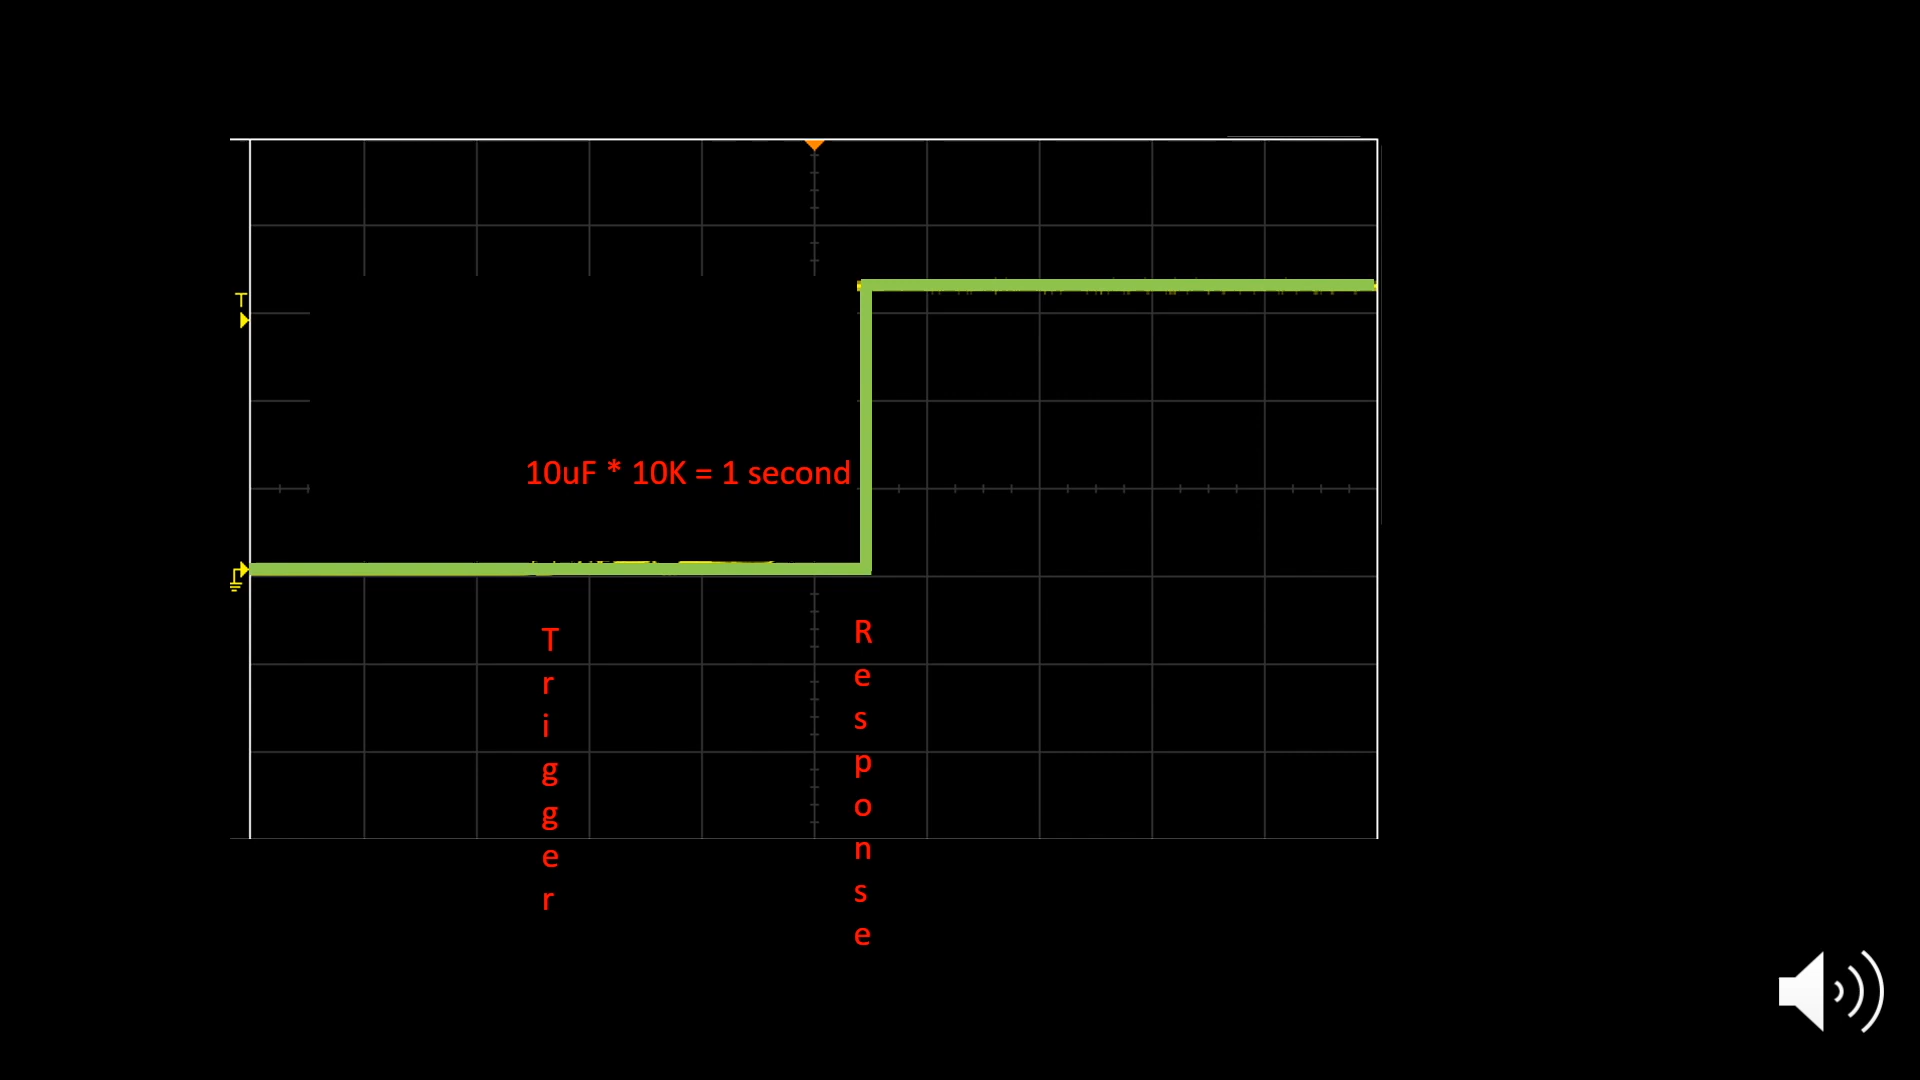 T
10uF * 10K = 1 second
Trigger
Response